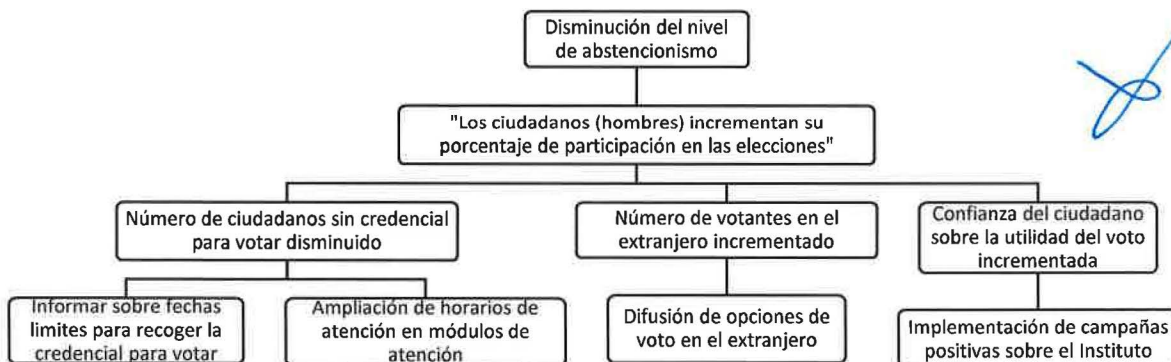 Disminución del nivel
de abstencionismo
"Los ciudadanos (hombres) incrementan su
porcentaje de participación en las elecciones"
Número de ciudadanos sin credencial
para votar disminuido
Número de votantes en el
extranjero incrementado
Confianza del ciudadano
sobre la utilidad del voto
incrementada
Informar sobre fechas
limites para recoger la
credencial para votar
Ampliación de horarios de
atención en módulos de
atención
Difusión de opciones de
voto en el extranjero
Implementación de campañas
positivas sobre el Instituto